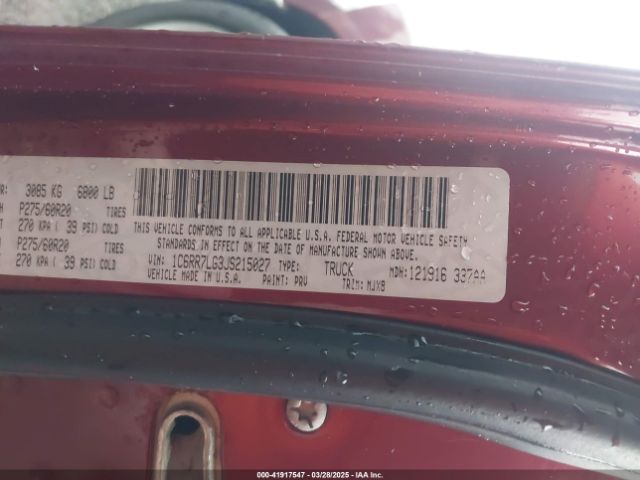 R: 3085 KG 6800 LB
H P275/60R20 TIRES
270 KPA ( 39 PSI) COLD
P275/60R20 TIRES
270 KPA ( 39 PSI) COLD
THIS VEHICLE CONFORMS TO ALL APPLICABLE U.S.A. FEDERAL MOTOR VEHICLE SAFETY
STANDARDS IN EFFECT ON THE DATE OF MANUFACTURE SHOWN ABOVE.
VIN: 1C6RR7LG3JS215027 TYPE: TRUCK MDH: 121916 337AA
VEHICLE MADE IN U.S.A. PAINT: PRV TRIM: MJX8
000-41917547 03/28/2025 IAA Inc.